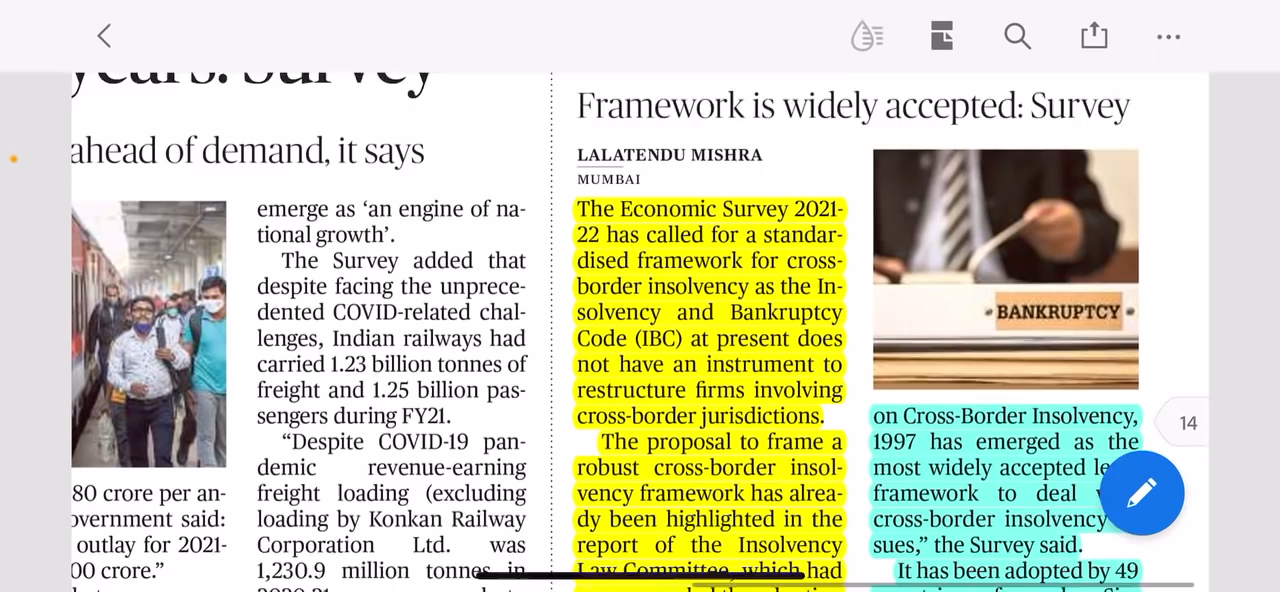 years: Survey
ahead of demand, it says
80 crore per an-
overnment said:
outlay for 2021-
00 crore.”
emerge as ‘an engine of na-
tional growth’.
The Survey added that
despite facing the unprece-
dented COVID-related chal-
lenges, Indian railways had
carried 1.23 billion tonnes of
freight and 1.25 billion pas-
sengers during FY21.
“Despite COVID-19 pan-
demic revenue-earning
freight loading (excluding
loading by Konkan Railway
Corporation Ltd. was
1,230.9 million tonnes in
Framework is widely accepted: Survey
LALATENDU MISHRA
MUMBAI
The Economic Survey 2021-
22 has called for a standar-
dised framework for cross-
border insolvency as the In-
solvency and Bankruptcy
Code (IBC) at present does
not have an instrument to
restructure firms involving
cross-border jurisdictions.
The proposal to frame a
robust cross-border insol-
vency framework has alrea-
dy been highlighted in the
report of the Insolvency
Law Committee, which had
BANKRUPTCY
on Cross-Border Insolvency,
1997 has emerged as the
most widely accepted le
framework to deal
cross-border insolvency
sues,” the Survey said.
It has been adopted by 49
14